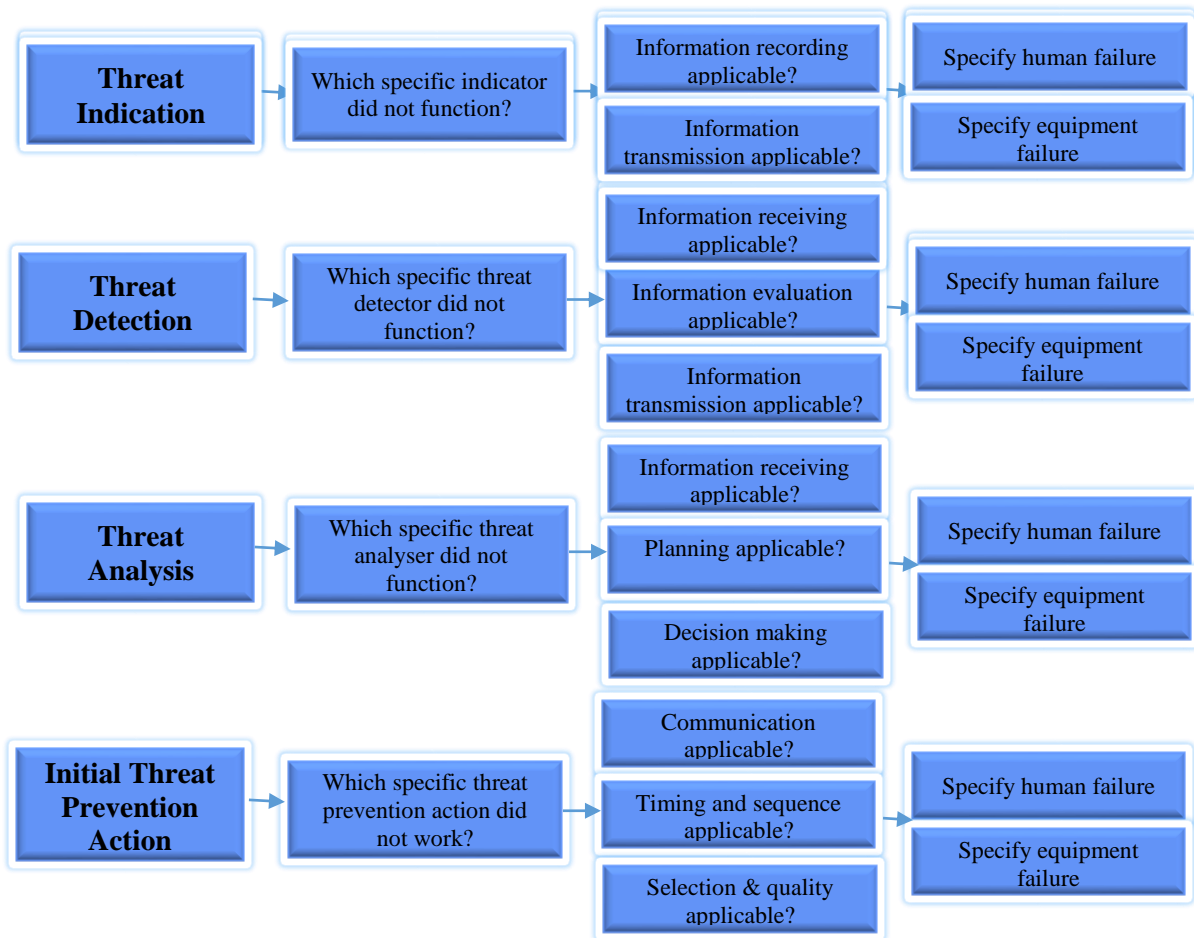 Threat
Indication
Which specific indicator
did not function?
Information recording
applicable?
Information
transmission applicable?
Specify human failure
Specify equipment
failure
Threat
Detection
Which specific threat
detector did not
function?
Information receiving
applicable?
Information evaluation
applicable?
Information
transmission applicable?
Specify human failure
Specify equipment
failure
Threat
Analysis
Which specific threat
analyser did not
function?
Information receiving
applicable?
Planning applicable?
Decision making
applicable?
Specify human failure
Specify equipment
failure
Initial Threat
Prevention
Action
Which specific threat
prevention action did
not work?
Communication
applicable?
Timing and sequence
applicable?
Selection & quality
applicable?
Specify human failure
Specify equipment
failure